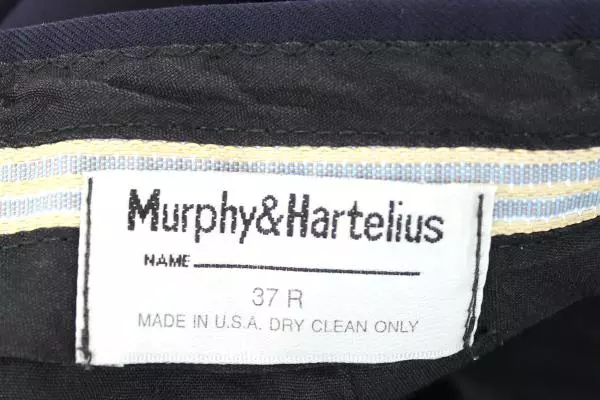 Murphy&Hartelius
NAME
37 R
MADE IN U.S.A. DRY CLEAN ONLY